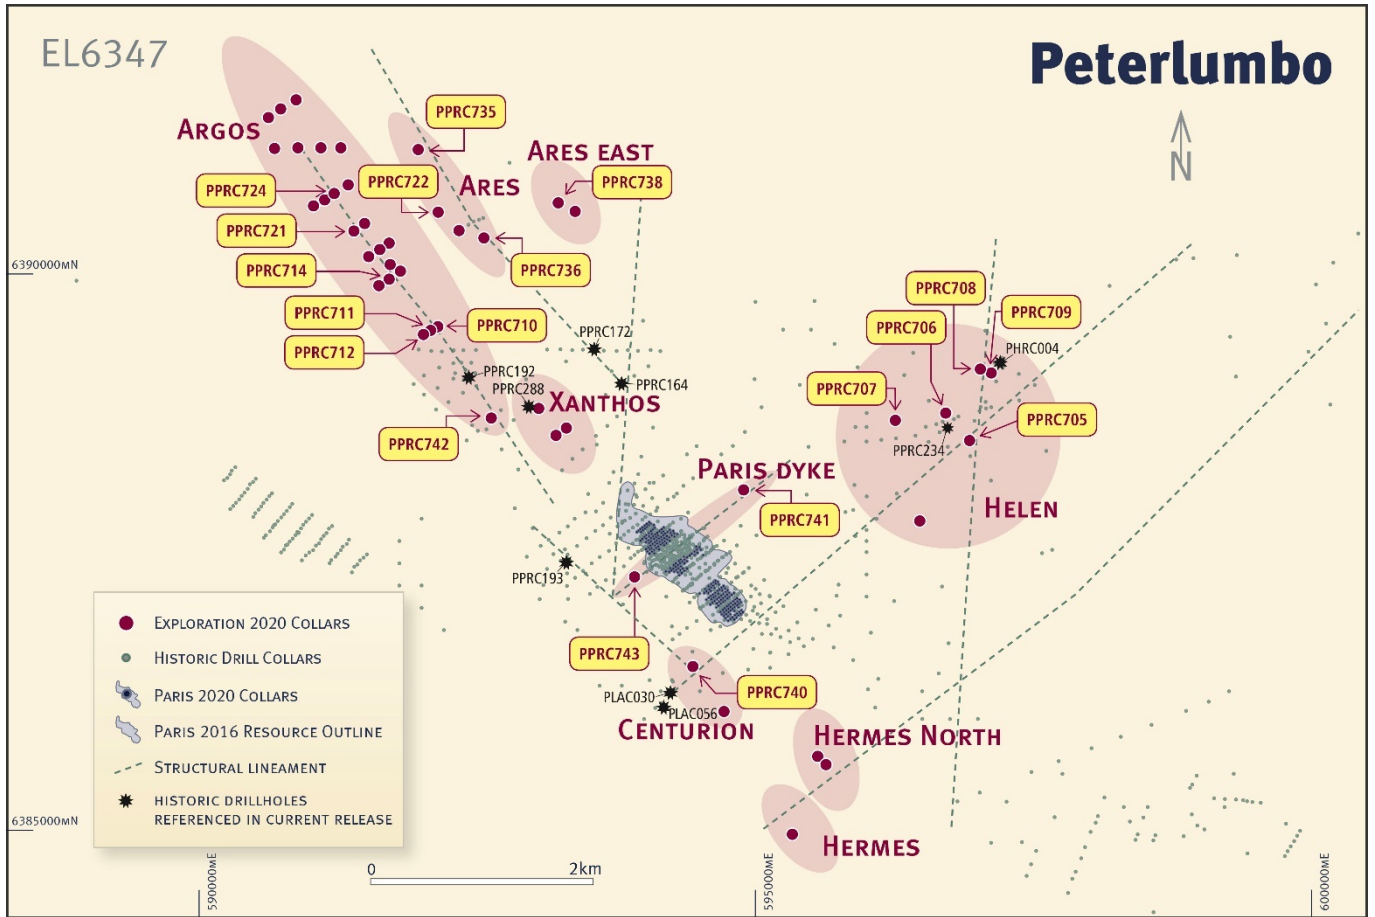 EL6347
Peterlumbo
N
ARGOS
PPRC735
ARES EAST
PPRC722
ARES
PPRC738
PPRC724
PPRC721
PPRC714
PPRC736
6390000MN
PPRC708
PPRC711
PPRC710
PPRC706
PPRC709
PPRC712
PPRC172
PHRC004
PPRC192
PPRC288
PPRC164
PPRC707
XANTHOS
PPRC742
PPRC705
PPRC234
PARIS DYKE
HELEN
PPRC741
PPRC193
PPRC743
PPRC740
PLAC030
PLAC056
CENTURION
HERMES NORTH
HERMES
EXPLORATION 2020 COLLARS
HISTORIC DRILL COLLARS
PARIS 2020 COLLARS
PARIS 2016 RESOURCE OUTLINE
STRUCTURAL LINEAMENT
HISTORIC DRILLHOLES
REFERENCED IN CURRENT RELEASE
6385000MN
0 2km
590000ME
595000ME
600000ME